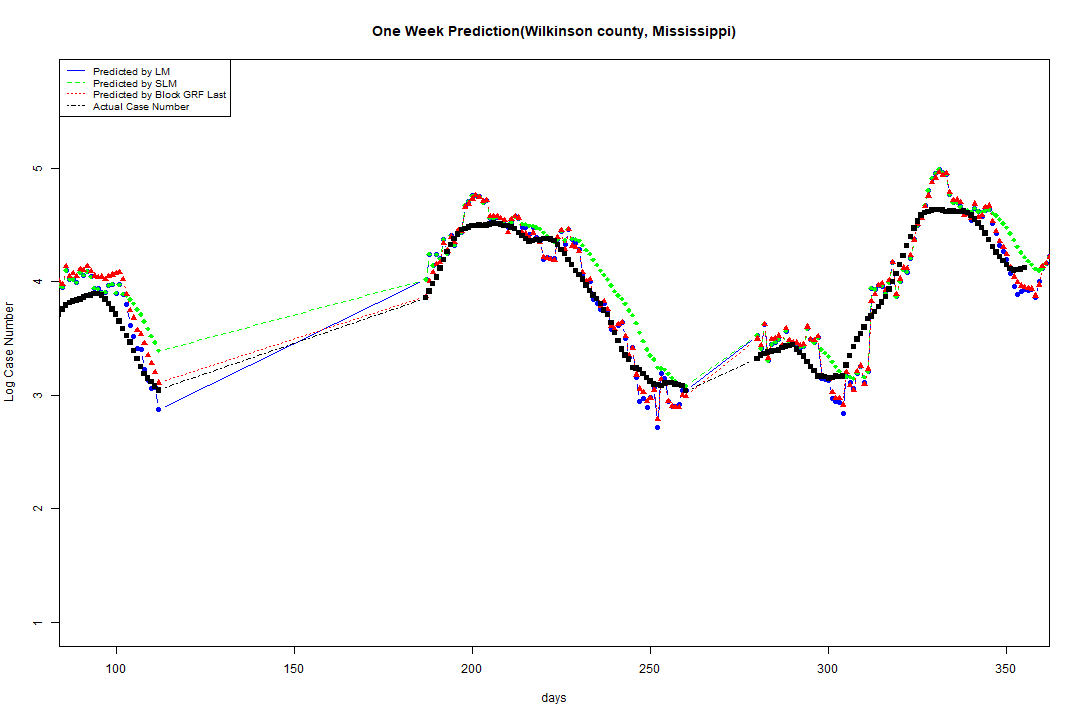 One Week Prediction(Wilkinson county, Mississippi)
Predicted by LM
Predicted by SLM
Predicted by Block GRF Last
Actual Case Number
Log Case Number
5
4
3
2
1
100 150 200 250 300 350
days